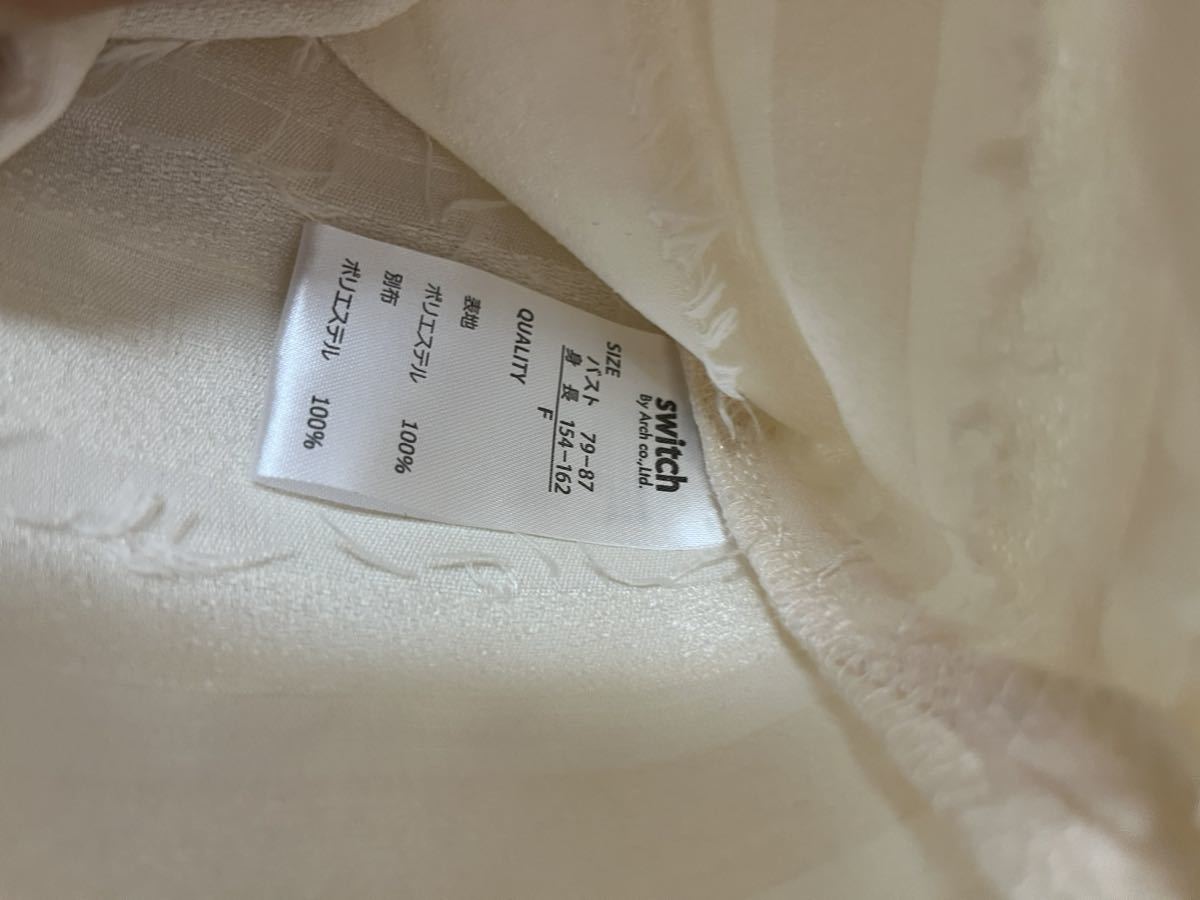 switch
By Arch co.,Ltd.
SIZE
バスト 79-87
身 長 154-162
F
QUALITY
表地
ポリエステル 100%
別布
ポリエステル 100%